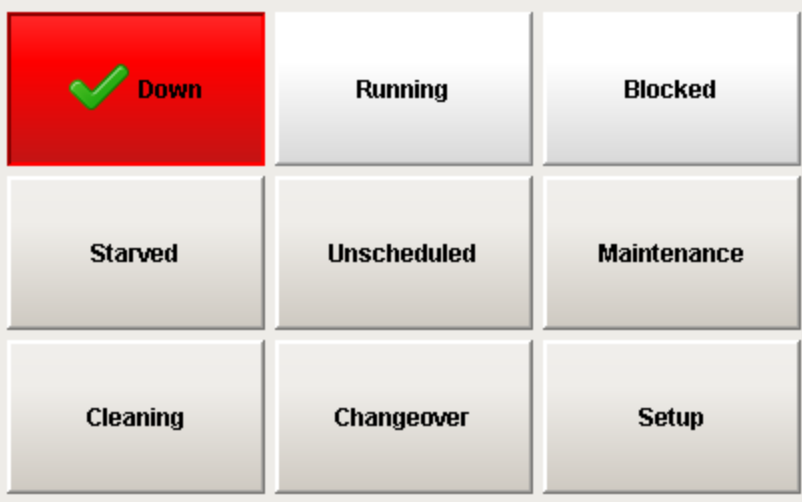 Down
Running
Blocked
Starved
Unscheduled
Maintenance
Cleaning
Changeover
Setup